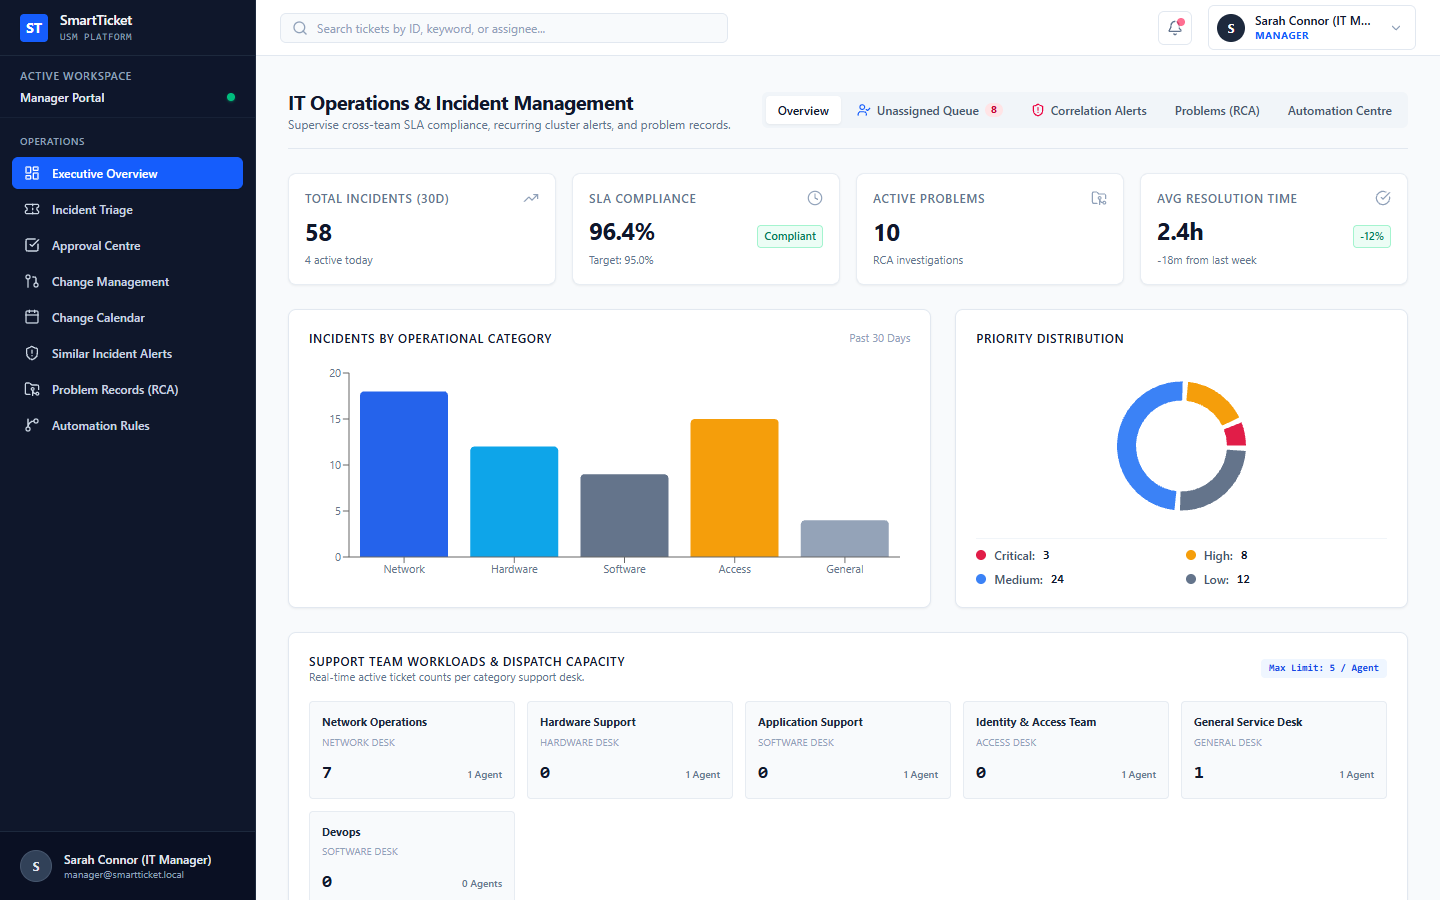 ST
SmartTicket
USM PLATFORM
ACTIVE WORKSPACE
Manager Portal
OPERATIONS
Executive Overview
Incident Triage
Approval Centre
Change Management
Change Calendar
Similar Incident Alerts
Problem Records (RCA)
Automation Rules
S
Sarah Connor (IT Manager)
manager@smartticket.local
Search tickets by ID, keyword, or assignee...
S
Sarah Connor (IT M...
MANAGER
IT Operations & Incident Management
Supervise cross-team SLA compliance, recurring cluster alerts, and problem records.
Overview
Unassigned Queue 8
Correlation Alerts
Problems (RCA)
Automation Centre
TOTAL INCIDENTS (30D)
58
4 active today
SLA COMPLIANCE
96.4%
Compliant
Target: 95.0%
ACTIVE PROBLEMS
10
RCA investigations
AVG RESOLUTION TIME
2.4h
-12%
-18m from last week
INCIDENTS BY OPERATIONAL CATEGORY
Past 30 Days
20
15
10
5
0
Network Hardware Software Access General
PRIORITY DISTRIBUTION
Critical: 3
High: 8
Medium: 24
Low: 12
SUPPORT TEAM WORKLOADS & DISPATCH CAPACITY
Real-time active ticket counts per category support desk.
Max Limit: 5 / Agent
Network Operations
NETWORK DESK
7
1 Agent
Hardware Support
HARDWARE DESK
0
1 Agent
Application Support
SOFTWARE DESK
0
1 Agent
Identity & Access Team
ACCESS DESK
0
1 Agent
General Service Desk
GENERAL DESK
1
1 Agent
Devops
SOFTWARE DESK
0
0 Agents